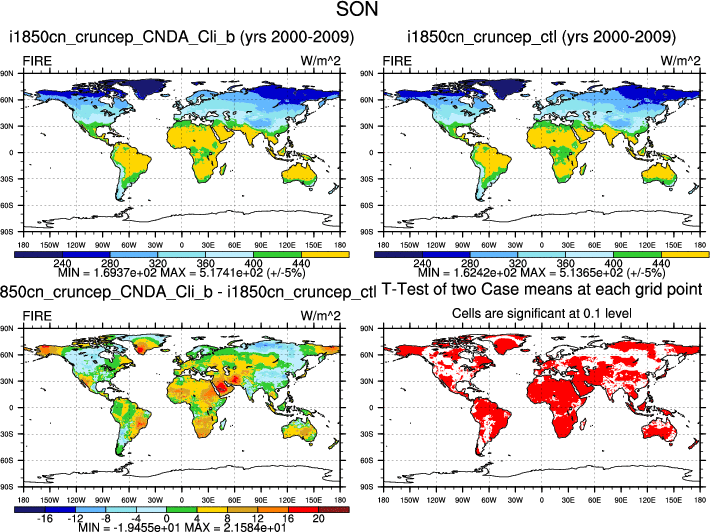 SON
i1850cn_cruncep_CNDA_Cli_b (yrs 2000-2009)
FIRE W/m^2
90N
60N
30N
0
30S
60S
90S
180 150W 120W 90W 60W 30W 0 30E 60E 90E 120E 150E 180
240 280 320 360 400 440
MIN = 1.6937e+02 MAX = 5.1741e+02 (+/-5%)
i1850cn_cruncep_ctl (yrs 2000-2009)
FIRE W/m^2
90N
60N
30N
0
30S
60S
90S
180 150W 120W 90W 60W 30W 0 30E 60E 90E 120E 150E 180
240 280 320 360 400 440
MIN = 1.6242e+02 MAX = 5.1365e+02 (+/-5%)
850cn_cruncep_CNDA_Cli_b - i1850cn_cruncep_ctl
FIRE W/m^2
90N
60N
30N
0
30S
60S
90S
180 150W 120W 90W 60W 30W 0 30E 60E 90E 120E 150E 180
-16 -12 -8 -4 0 4 8 12 16 20
MIN = -1.9455e+01 MAX = 2.1584e+01
T-Test of two Case means at each grid point
Cells are significant at 0.1 level
90N
60N
30N
0
30S
60S
90S
180 150W 120W 90W 60W 30W 0 30E 60E 90E 120E 150E 180